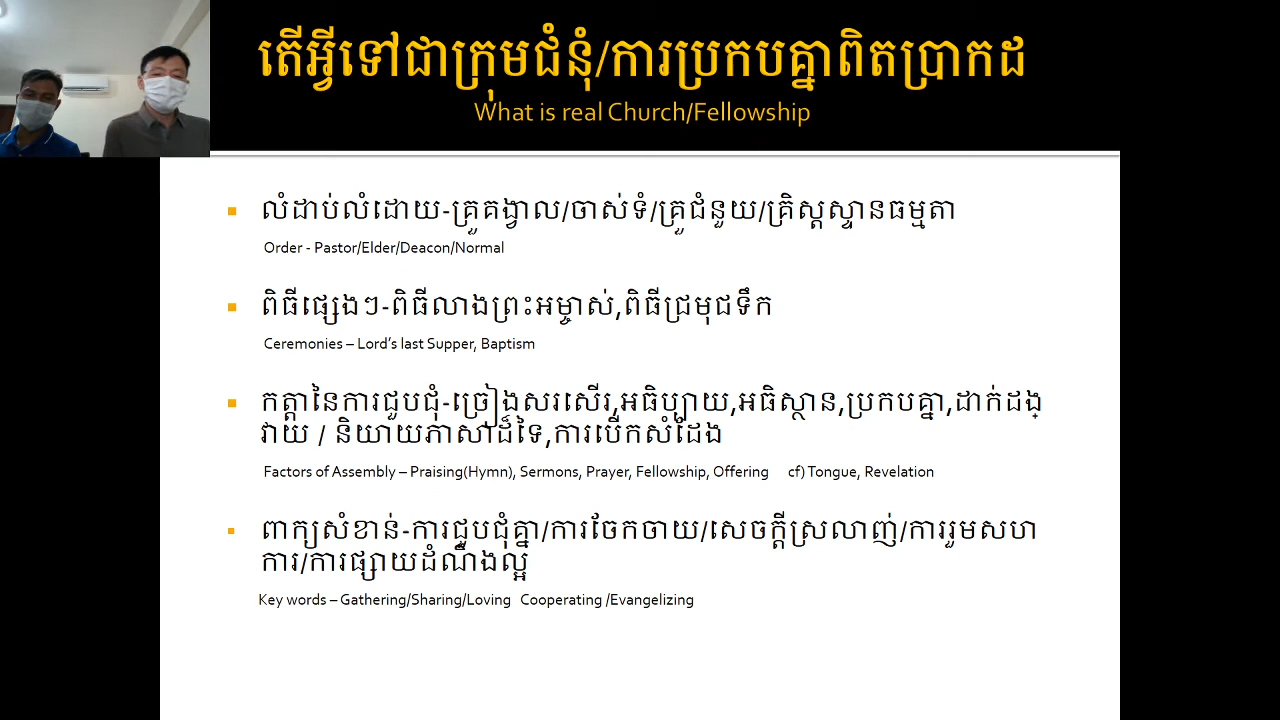 តើអ្វីទៅជាក្រុមជំនុំ/ការប្រកបគ្នាពិតប្រាកដ
What is real Church/Fellowship
លំដាប់លំដោយ-គ្រូគង្វាល/ចាស់ទុំ/គ្រូជំនួយ/គ្រិស្តស្ទានធម្មតា
Order - Pastor/Elder/Deacon/Normal
ពិធីផ្សេងៗ-ពិធីលាងព្រះអម្ចាស់,ពិធីជ្រមុជទឹក
Ceremonies – Lord's last Supper, Baptism
កត្តានៃការជួបជុំ-ច្រៀងសរសើរ,អធិប្បាយ,អធិស្ថាន,ប្រកបគ្នា,ដាក់ដង្
វាយ / និយាយភាសាដ៏ទៃ,ការបើកសំដែង
Factors of Assembly – Praising(Hymn), Sermons, Prayer, Fellowship, Offering cf) Tongue, Revelation
ពាក្យសំខាន់-ការជួបជុំគ្នា/ការចែកចាយ/សេចក្តីស្រលាញ់/ការរួមសហ
ការ/ការផ្សាយដំណឹងល្អ
Key words – Gathering/Sharing/Loving Cooperating /Evangelizing